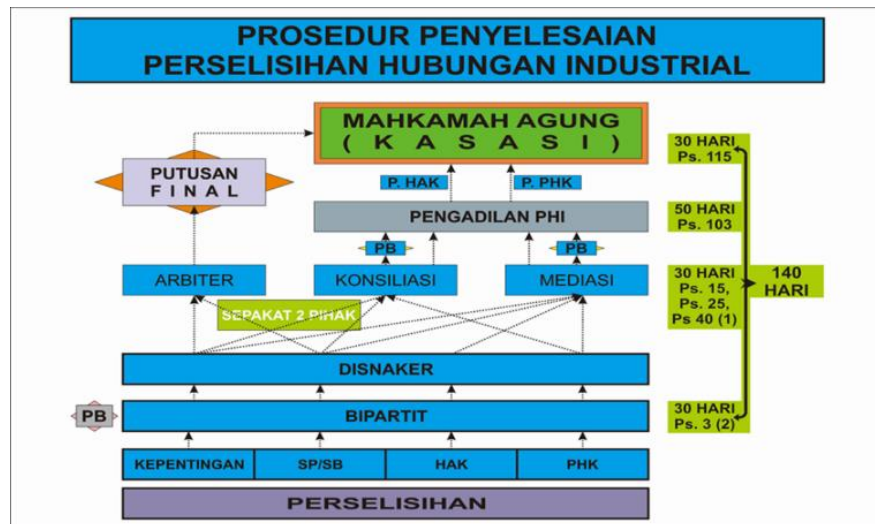 PROSEDUR PENYELESAIAN
PERSELISIHAN HUBUNGAN INDUSTRIAL
MAHKAMAH AGUNG
( K A S A S I )
30 HARI
Ps. 115
PUTUSAN
F I N A L
P. HAK
P. PHK
PENGADILAN PHI
50 HARI
Ps. 103
PB
PB
ARBITER
KONSILIASI
MEDIASI
30 HARI
Ps. 15,
Ps. 25,
Ps 40 (1)
140
HARI
SEPAKAT 2 PIHAK
DISNAKER
PB
BIPARTIT
30 HARI
Ps. 3 (2)
KEPENTINGAN
SP/SB
HAK
PHK
PERSELISIHAN